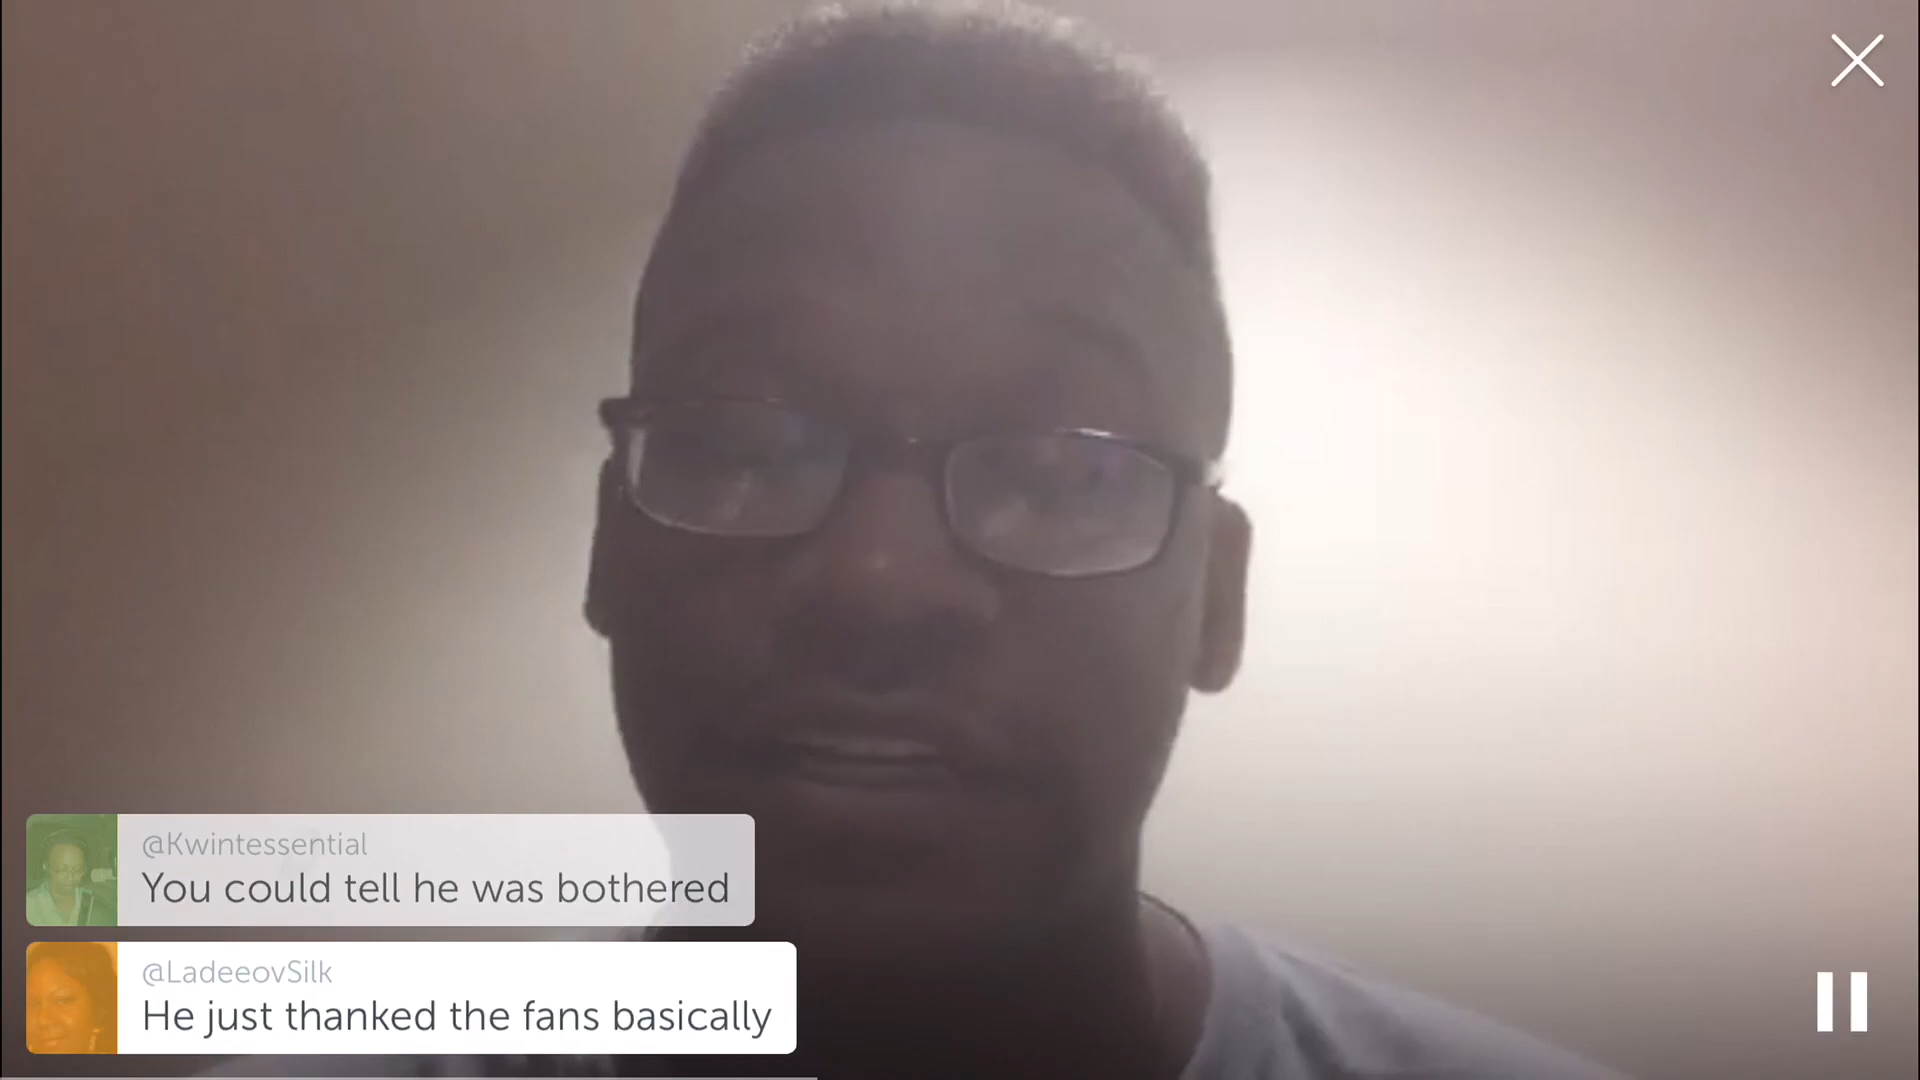 @Kwintessential
You could tell he was bothered
@LadeeovSilk
He just thanked the fans basically